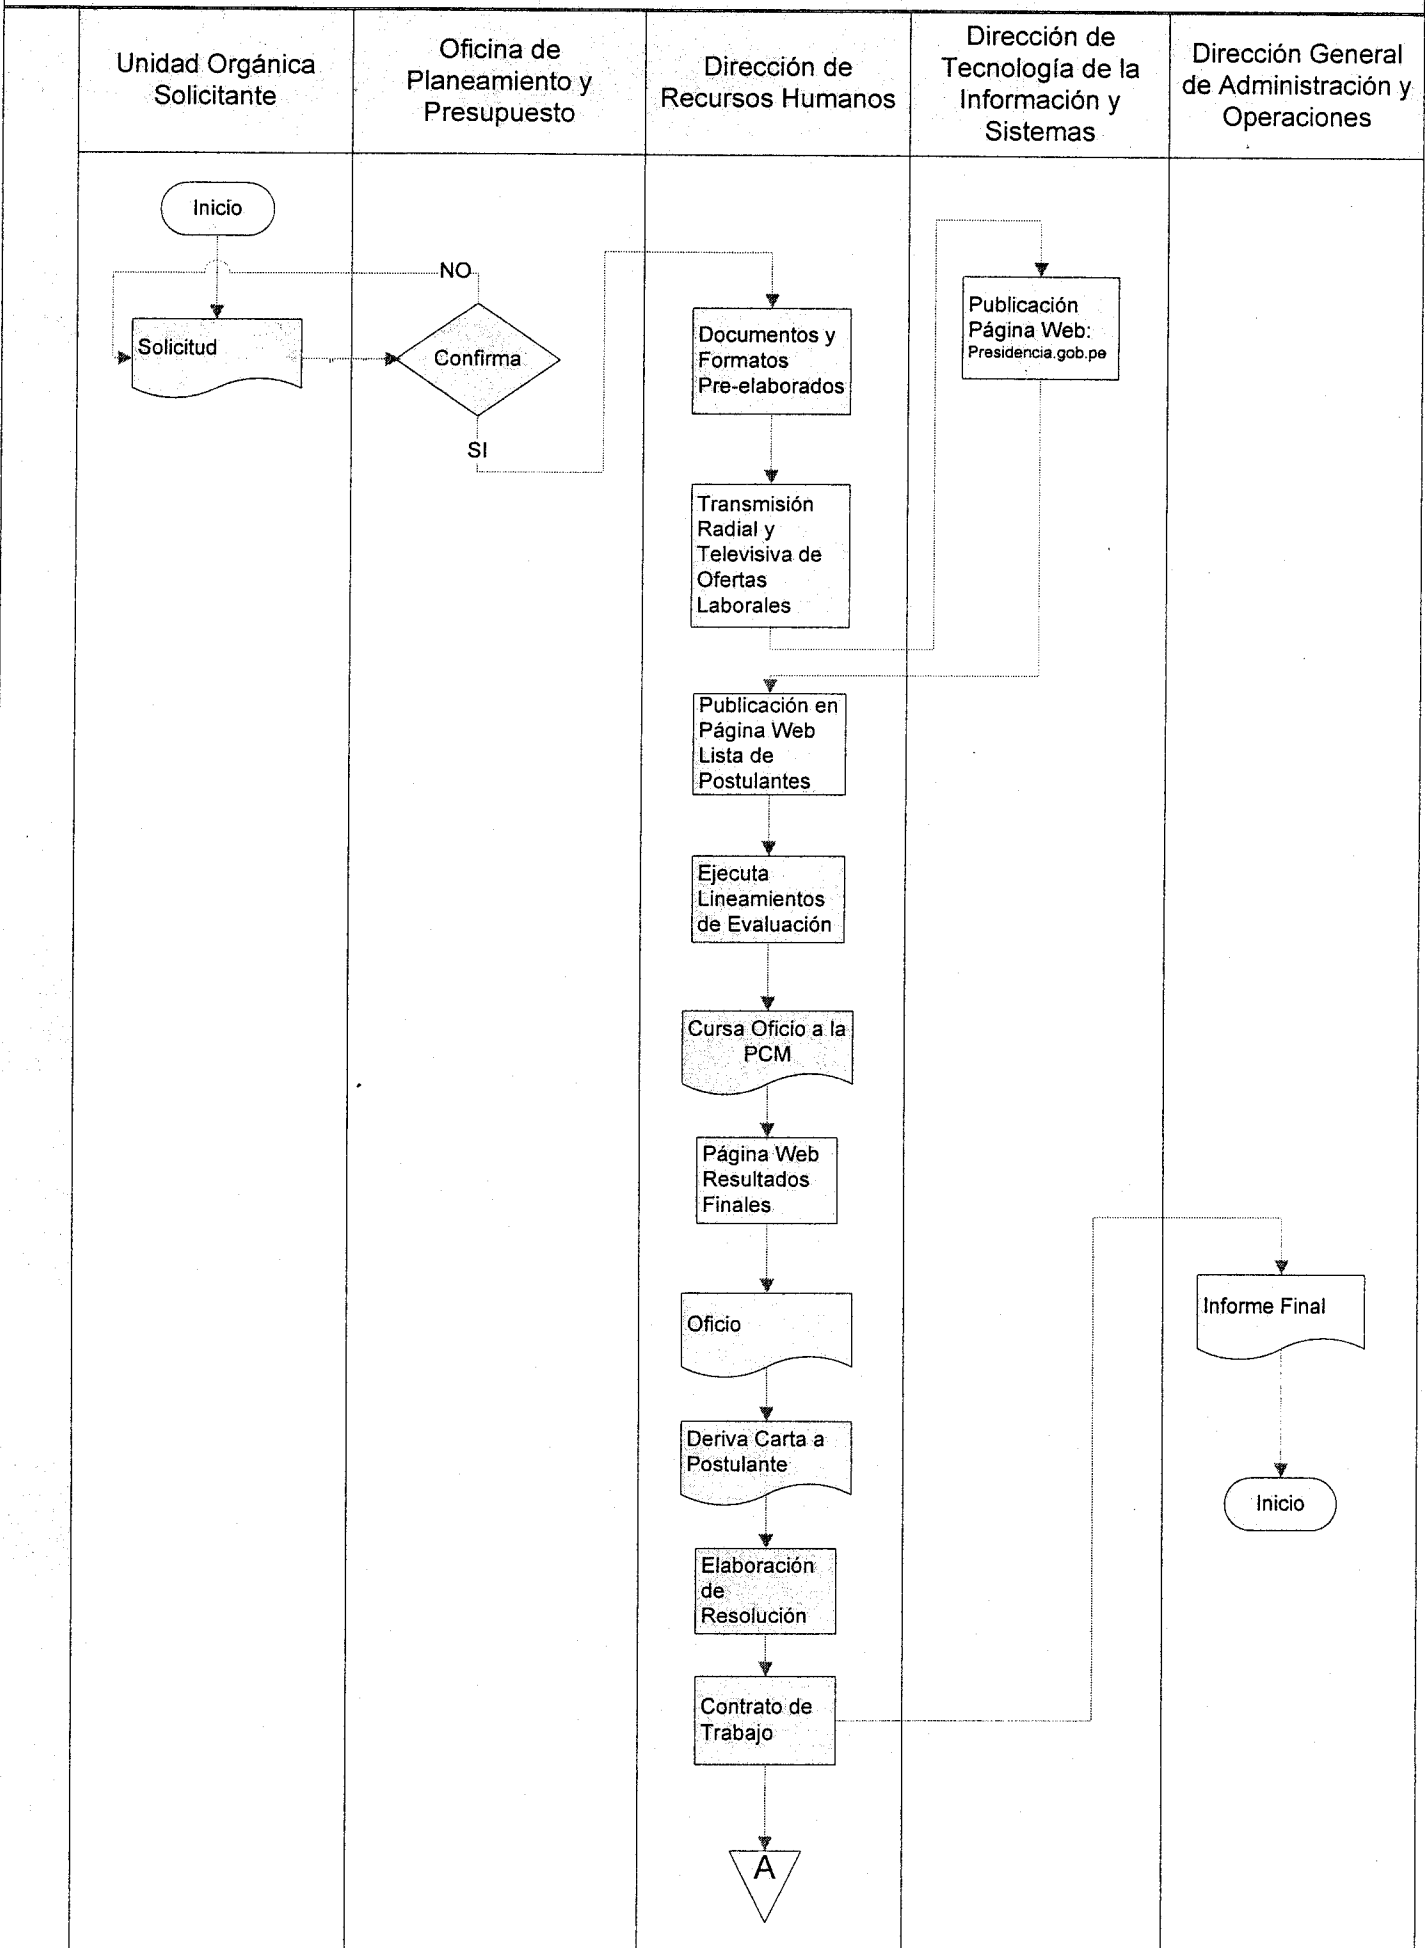 Unidad Orgánica
Solicitante
Oficina de
Planeamiento y
Presupuesto
Dirección de
Recursos Humanos
Dirección de
Tecnología de la
Información y
Sistemas
Dirección General
de Administración y
Operaciones
Inicio
NO
Solicitud
Confirma
SI
Documentos y
Formatos
Pre-elaborados
Publicación
Página Web:
Presidencia.gob.pe
Transmisión
Radial y
Televisiva de
Ofertas
Laborales
Publicación en
Página Web
Lista de
Postulantes
Ejecuta
Lineamientos
de Evaluación
Cursa Oficio a la
PCM
Página Web
Resultados
Finales
Oficio
Informe Final
Deriva Carta a
Postulante
Inicio
Elaboración
de
Resolución
Contrato de
Trabajo
A